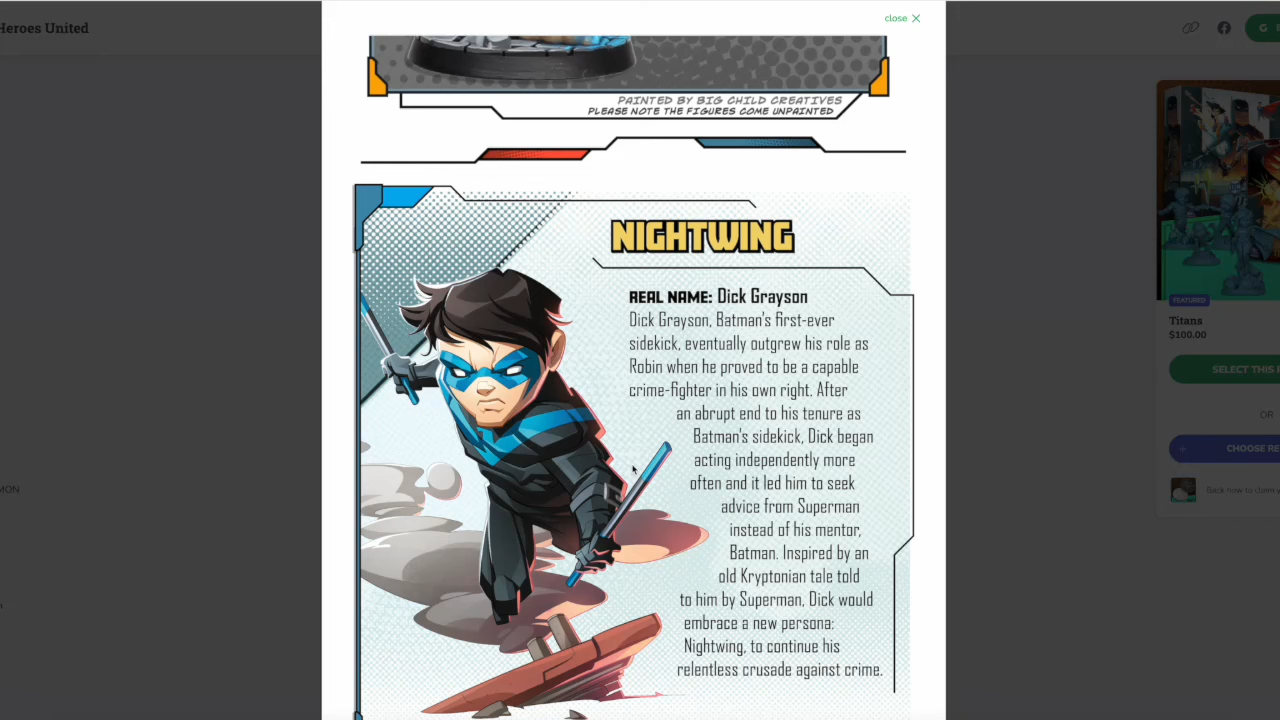 Heroes United
close
PAINTED BY BIG CHILD CREATIVES
PLEASE NOTE THE FIGURES COME UNPAINTED
NIGHTWING
REAL NAME: Dick Grayson
Dick Grayson, Batman's first-ever
sidekick, eventually outgrew his role as
Robin when he proved to be a capable
crime-fighter in his own right. After
an abrupt end to his tenure as
Batman's sidekick, Dick began
acting independently more
often and it led him to seek
advice from Superman
instead of his mentor,
Batman. Inspired by an
old Kryptonian tale told
to him by Superman, Dick would
embrace a new persona:
Nightwing, to continue his
relentless crusade against crime.
MON
FEATURED
Titans
$100.00
SELECT THIS
OR
CHOOSE RE
Back now to claim y